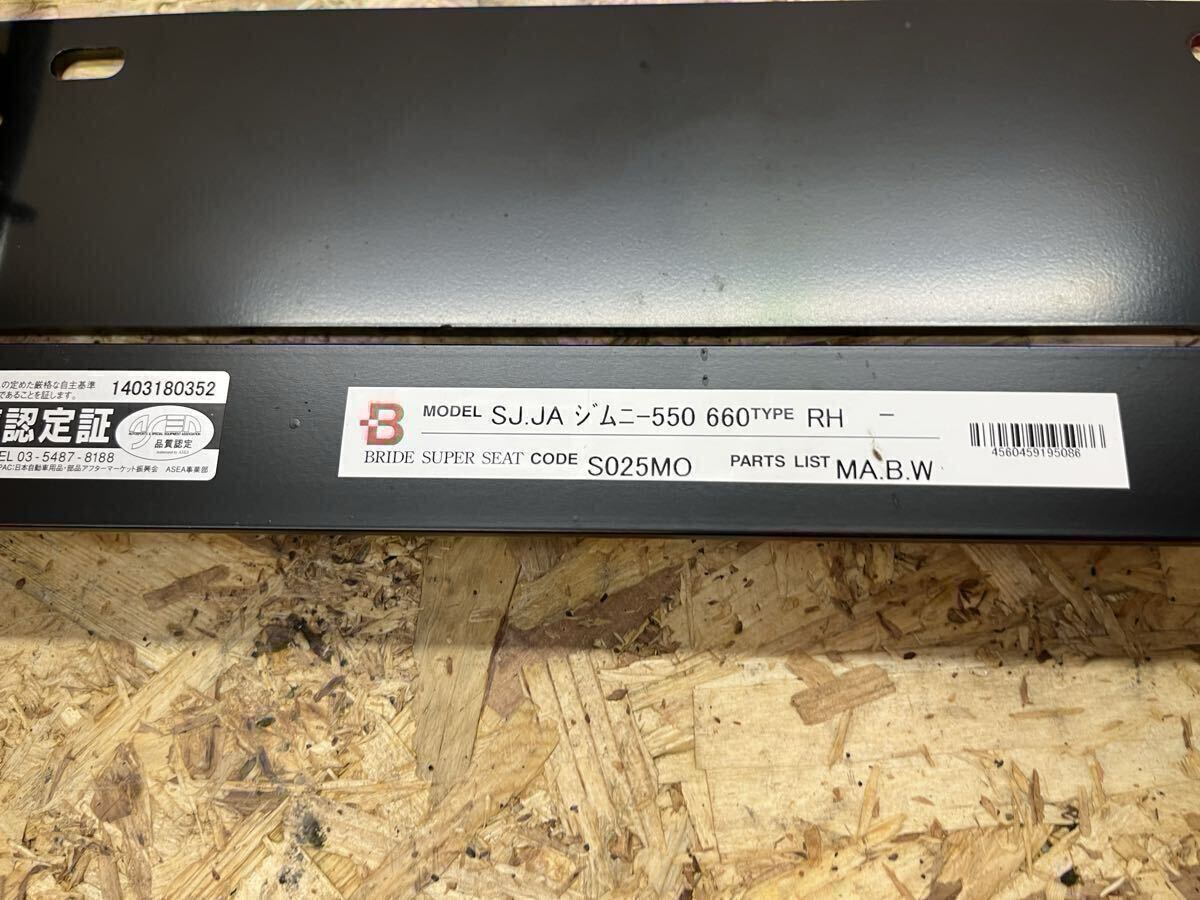 の定めた厳格な自主基準 1403180352
であることを証します。
認定証
ASEA
品質認定
TEL 03-5487-8188
PAC:日本自動車用品・部品アフターマーケット振興会 ASEA事業部
B MODEL SJ.JA ジムニー550 660 TYPE RH −
BRIDE SUPER SEAT CODE S025MO PARTS LIST MA.B.W
4560459195086